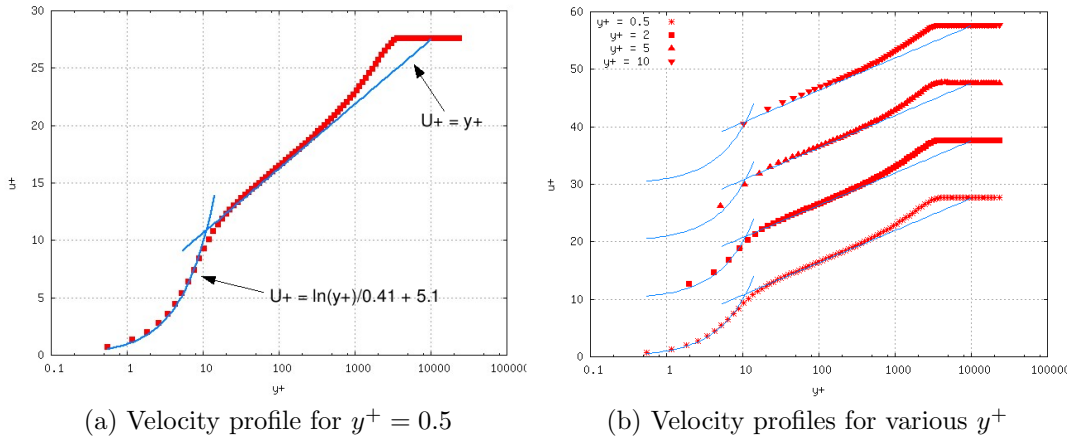 30
25
20
15
10
5
0
u+
U+ = y+
U+ = ln(y+)/0.41 + 5.1
0.1 1 10 100 1000 10000 100000
y+
(a) Velocity profile for y⁺ = 0.5
60
50
40
30
20
10
0
u+
y+ = 0.5
y+ = 2
y+ = 5
y+ = 10
0.1 1 10 100 1000 10000 100000
y+
(b) Velocity profiles for various y⁺